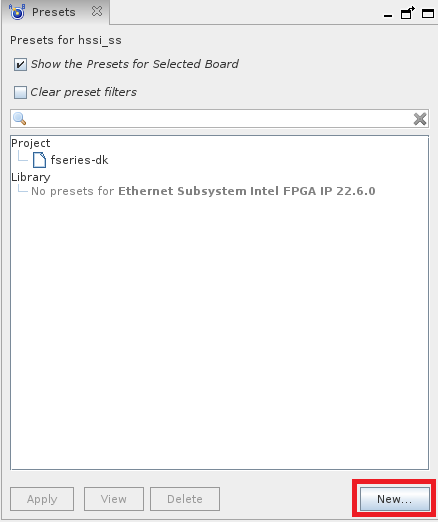 Presets
Presets for hssi_ss
Show the Presets for Selected Board
Clear preset filters
Project
fseries-dk
Library
No presets for Ethernet Subsystem Intel FPGA IP 22.6.0
Apply View Delete New...